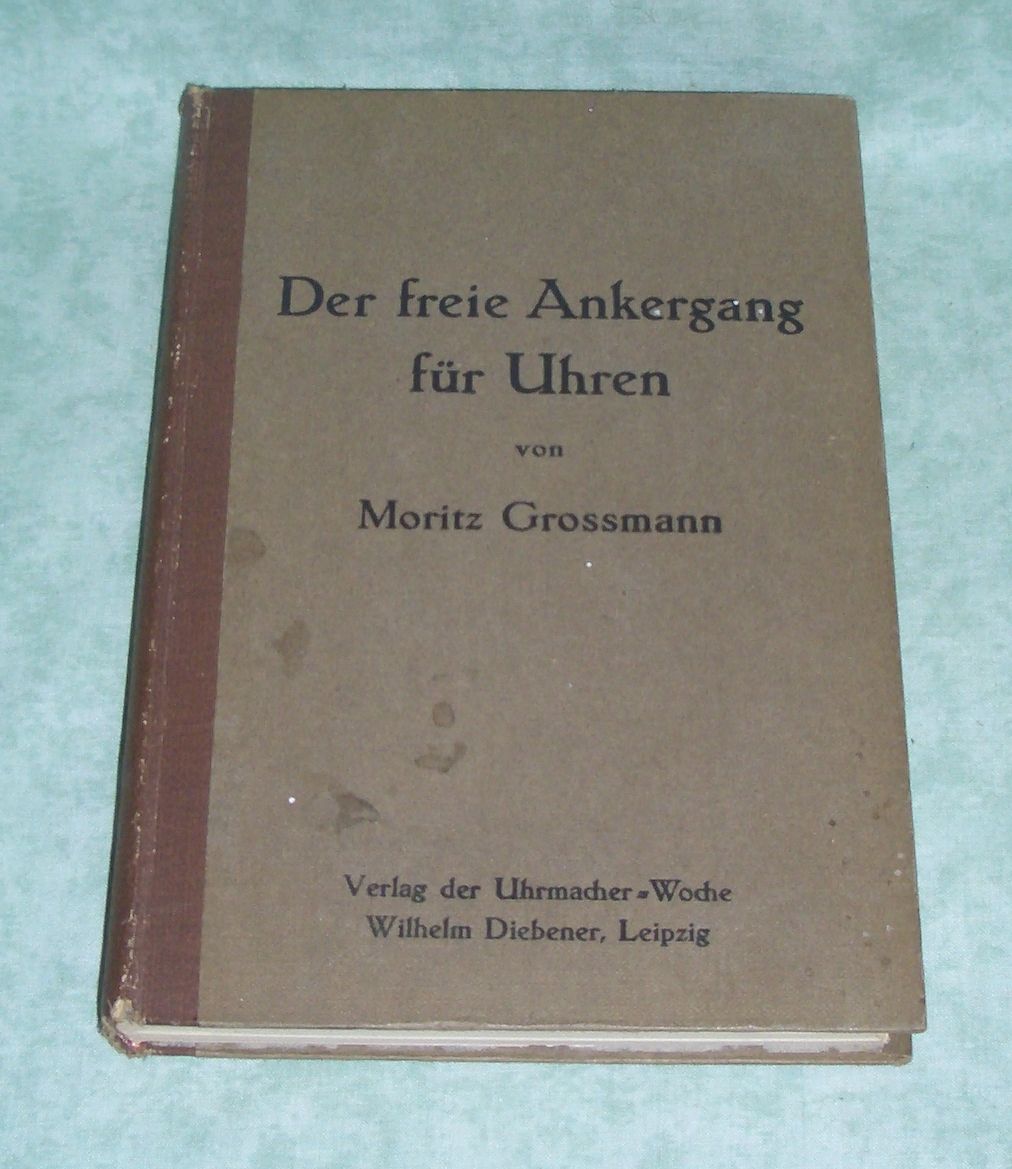 Der freie Ankergang
für Uhren
von
Moritz Grossmann
Verlag der Uhrmacher=Woche
Wilhelm Diebener, Leipzig